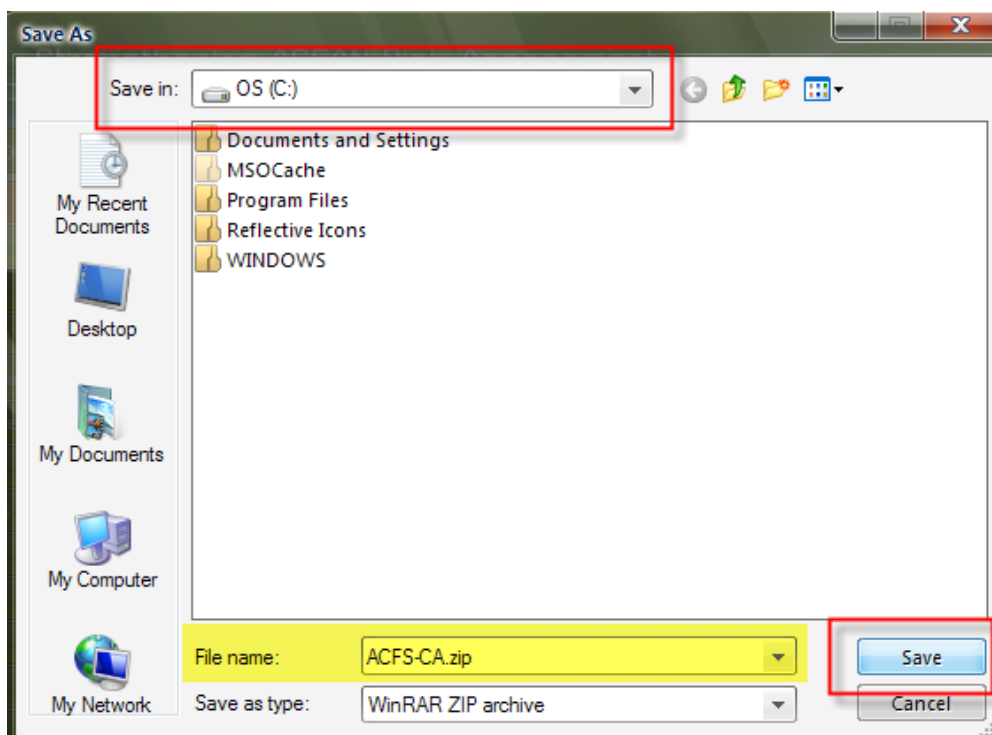 Save As
Save in: OS (C:)
Documents and Settings
MSOCache
Program Files
Reflective Icons
WINDOWS
My Recent
Documents
Desktop
My Documents
My Computer
My Network
File name: ACFS-CA.zip Save
Save as type: WinRAR ZIP archive Cancel